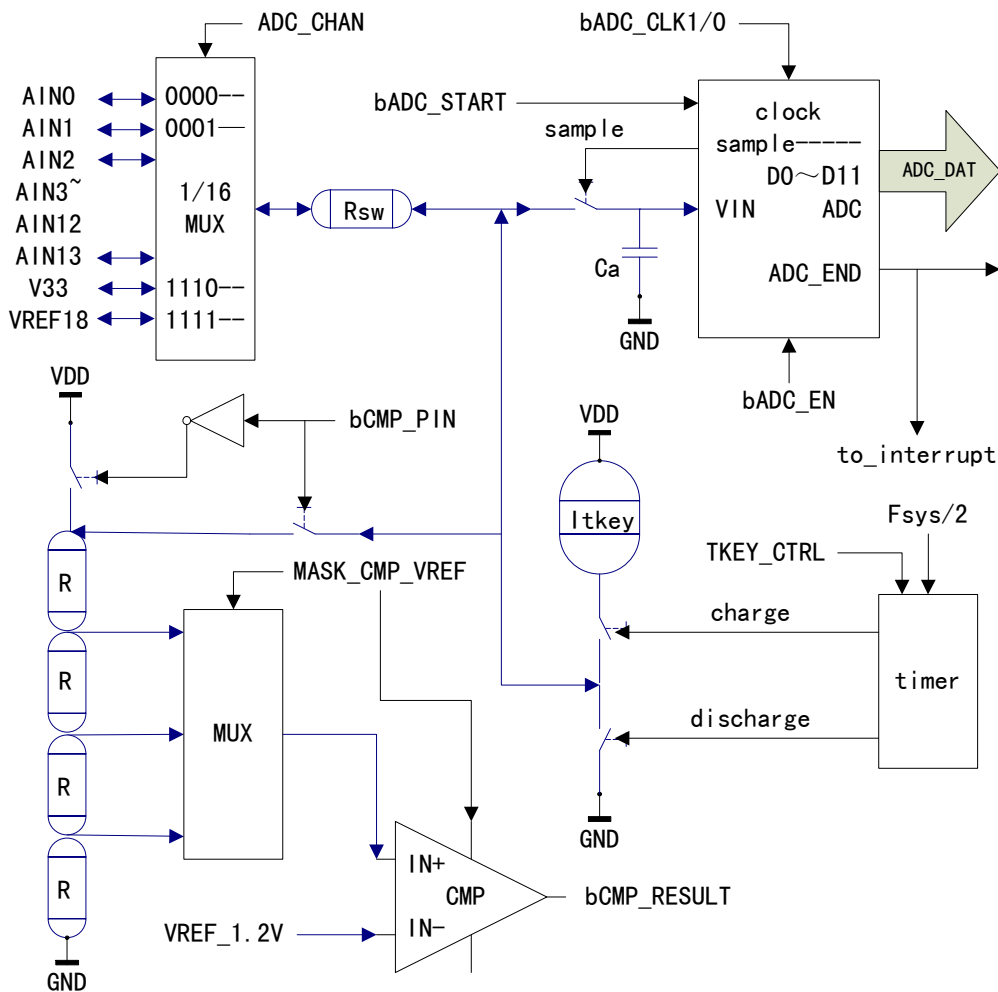 ADC_CHAN
bADC_CLK1/0
AIN0
0000--
AIN1
0001—
AIN2
AIN3~
AIN12
AIN13
V33
1110--
VREF18
1111--
1/16
MUX
Rsw
bADC_START
sample
clock
sample-----
D0～D11
VIN
ADC
ADC_DAT
ADC_END
Ca
GND
bADC_EN
to_interrupt
VDD
bCMP_PIN
VDD
Itkey
Fsys/2
TKEY_CTRL
MASK_CMP_VREF
R
R
R
R
MUX
charge
timer
discharge
GND
IN+
CMP
IN-
bCMP_RESULT
VREF_1.2V
GND